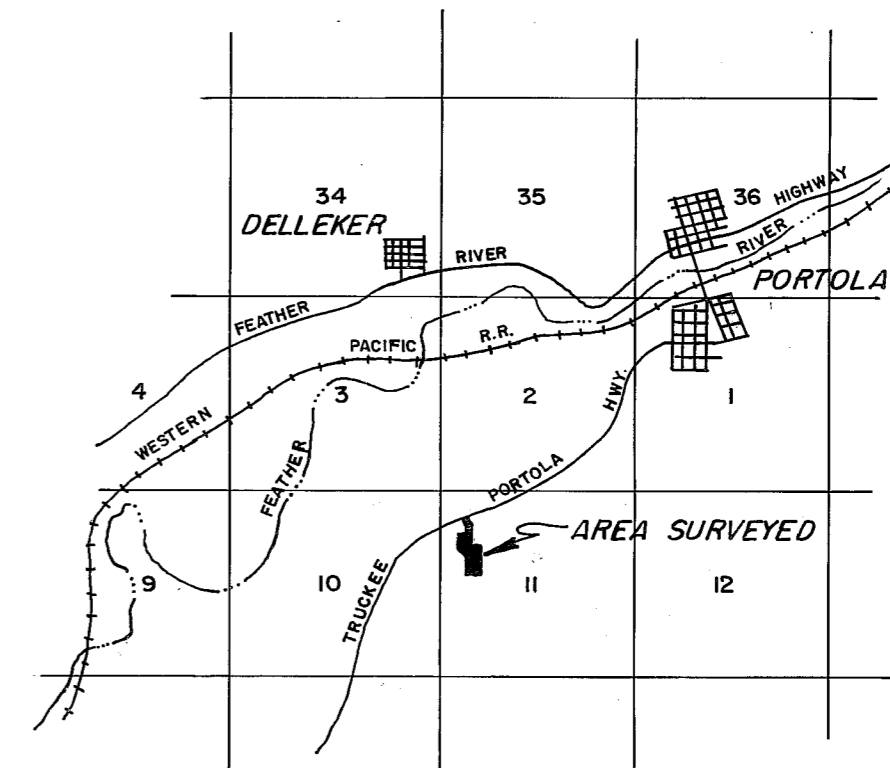 34
35
36
HIGHWAY
DELLEKER
RIVER
RIVER
PORTOLA
FEATHER
PACIFIC
R.R.
4
3
2
HWY.
1
WESTERN
FEATHER
PORTOLA
AREA SURVEYED
9
10
TRUCKEE
11
12